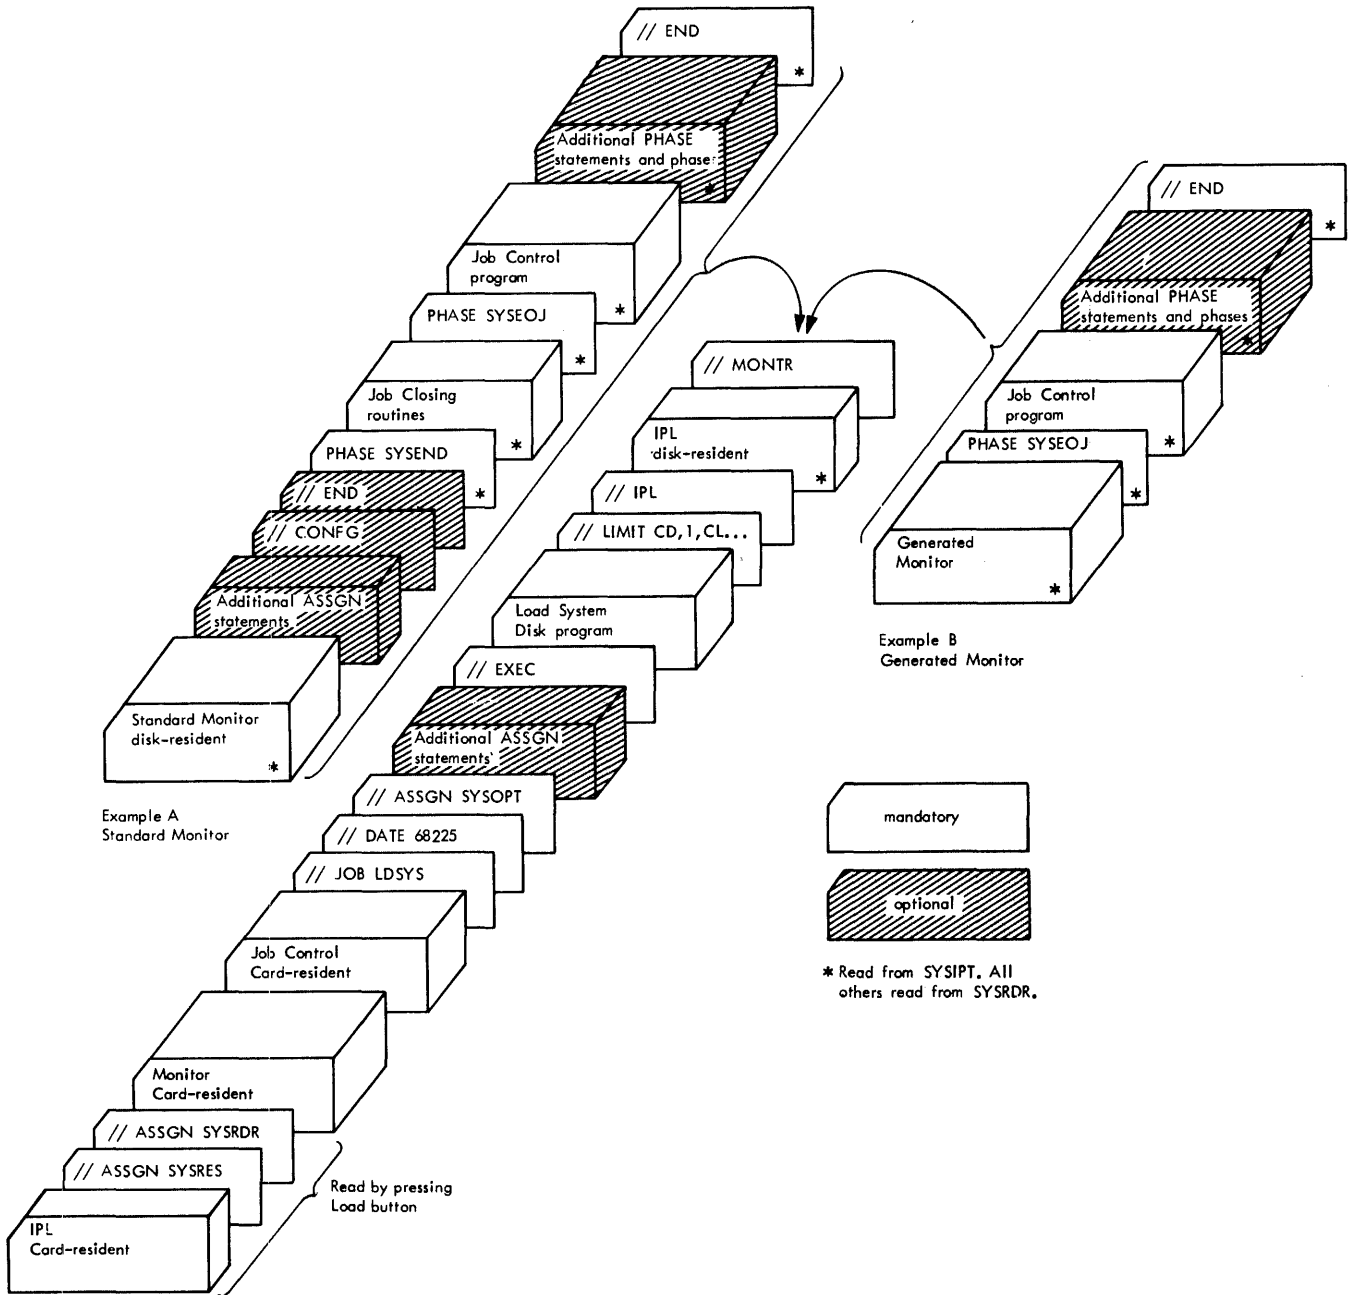 // END
*
Additional PHASE
statements and phases
*
Job Control
program
*
PHASE SYSEOJ
*
Job Closing
routines
*
PHASE SYSEND
*
// END
// CONFG
Additional ASSGN
statements
Standard Monitor
disk-resident
*
Example A
Standard Monitor
// END
*
Additional PHASE
statements and phases
*
Job Control
program
*
PHASE SYSEOJ
*
Generated
Monitor
*
Example B
Generated Monitor
// MONTR
IPL
disk-resident
*
// IPL
// LIMIT CD,1,CL...
Load System
Disk program
// EXEC
Additional ASSGN
statements
// ASSGN SYSOPT
// DATE 68225
// JOB LDSYS
Job Control
Card-resident
Monitor
Card-resident
// ASSGN SYSRDR
// ASSGN SYSRES
IPL
Card-resident
Read by pressing
Load button
mandatory
optional
* Read from SYSIPT. All
others read from SYSRDR.